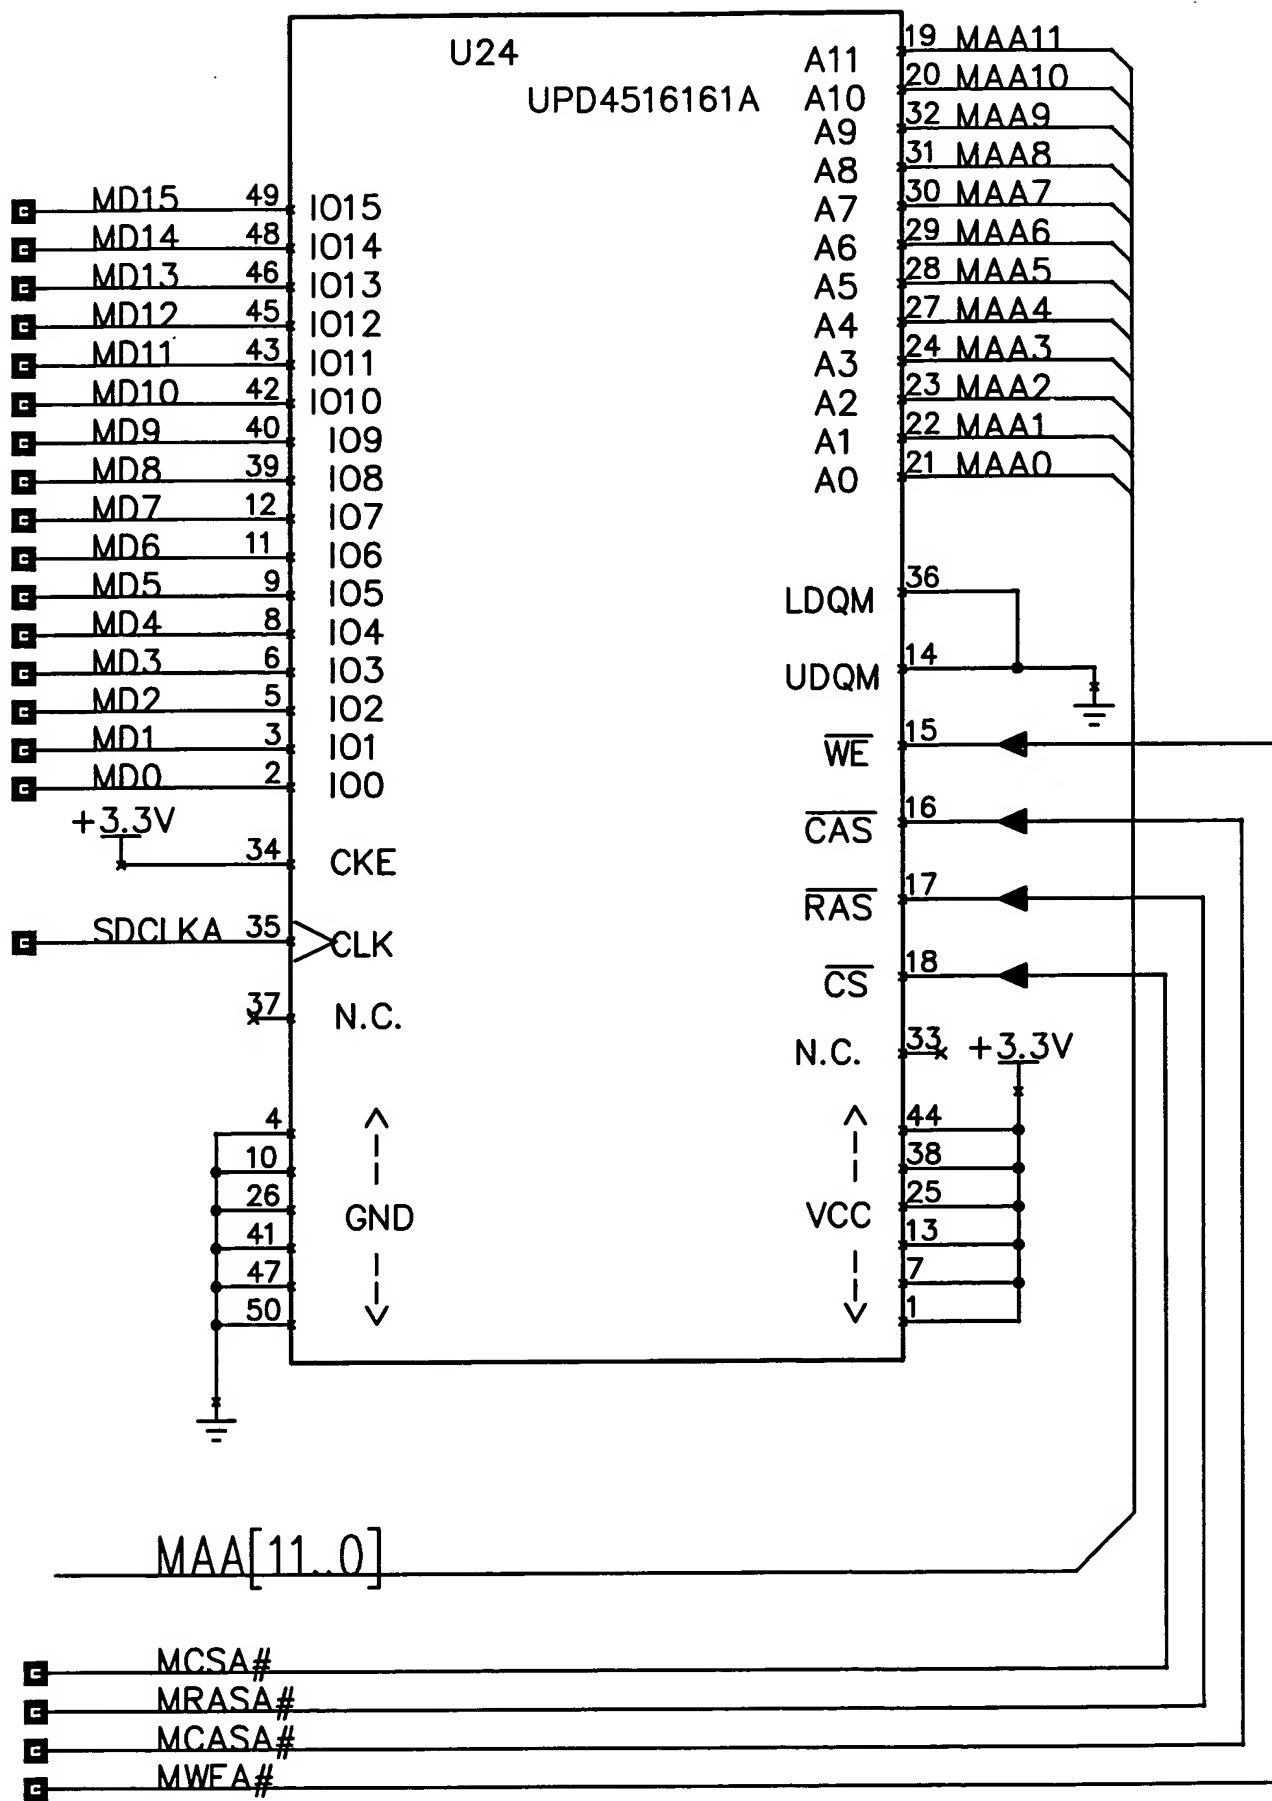 U24
UPD4516161A
A11 19 MAA11
A10 20 MAA10
A9 32 MAA9
A8 31 MAA8
A7 30 MAA7
A6 29 MAA6
A5 28 MAA5
A4 27 MAA4
A3 24 MAA3
A2 23 MAA2
A1 22 MAA1
A0 21 MAA0
MD15 49 IO15
MD14 48 IO14
MD13 46 IO13
MD12 45 IO12
MD11 43 IO11
MD10 42 IO10
MD9 40 IO9
MD8 39 IO8
MD7 12 IO7
MD6 11 IO6
MD5 9 IO5
MD4 8 IO4
MD3 6 IO3
MD2 5 IO2
MD1 3 IO1
MD0 2 IO0
+3.3V
34 CKE
SDCLKA 35 CLK
37 N.C.
LDQM 36
UDQM 14
WE 15
CAS 16
RAS 17
CS 18
N.C. 33
+3.3V
4
10
26
41
47
50
GND
VCC
44
38
25
13
7
1
MAA[11..0]
MCSA#
MRASA#
MCASA#
MWEA#